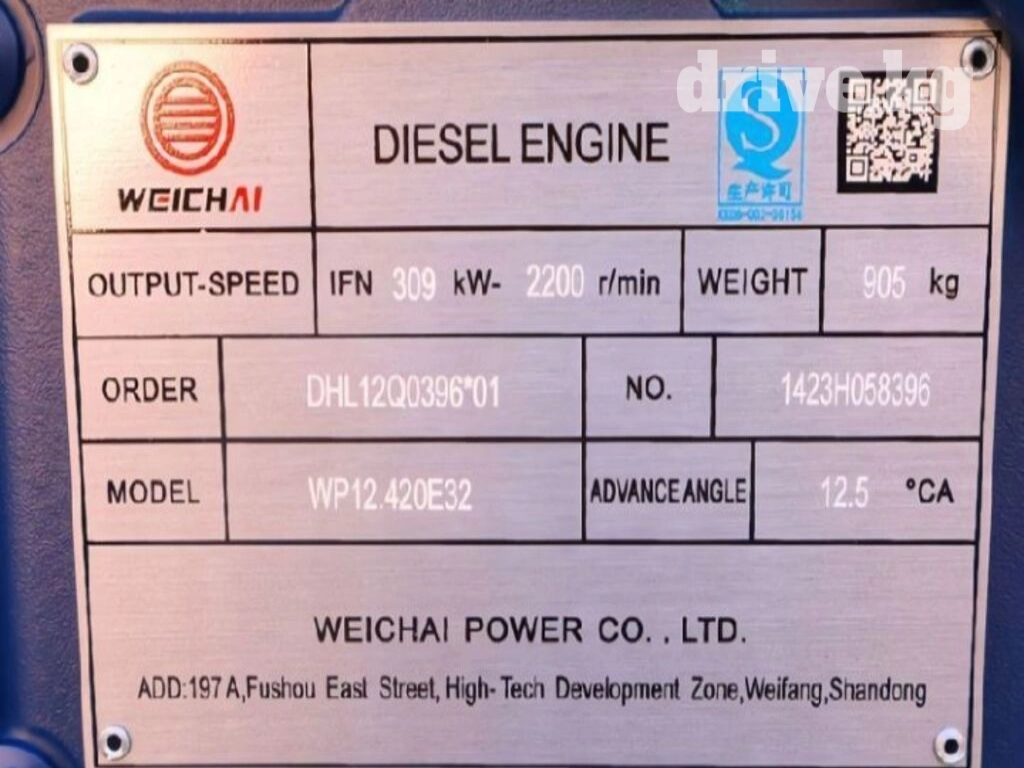 drive.kg
WEICHAI
DIESEL ENGINE
生产许可
OUTPUT-SPEED IFN 309 kW- 2200 r/min WEIGHT 905 kg
ORDER DHL12Q0396*01 NO. 1423H058396
MODEL WP12.420E32 ADVANCE ANGLE 12.5 °CA
WEICHAI POWER CO., LTD.
ADD:197 A,Fushou East Street, High-Tech Development Zone,Weifang,Shandong